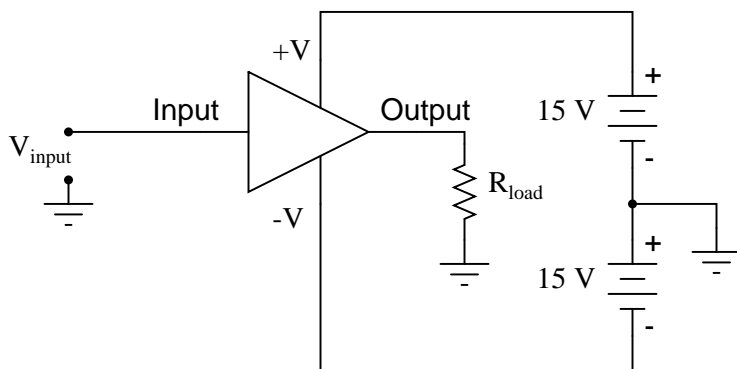 +V
+
Input
Output
15 V
V_input
-
R_load
-V
+
15 V
-